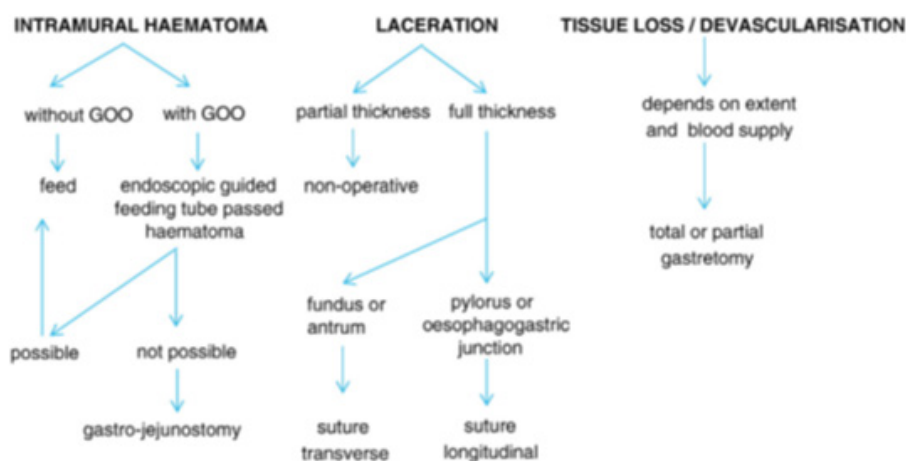 INTRAMURAL HAEMATOMA
without GOO
with GOO
feed
endoscopic guided
feeding tube passed
haematoma
possible
not possible
gastro-jejunostomy
LACERATION
partial thickness
full thickness
non-operative
fundus or
antrum
pylorus or
oesophagogastric
junction
suture
transverse
suture
longitudinal
TISSUE LOSS / DEVASCULARISATION
depends on extent
and blood supply
total or partial
gastretomy